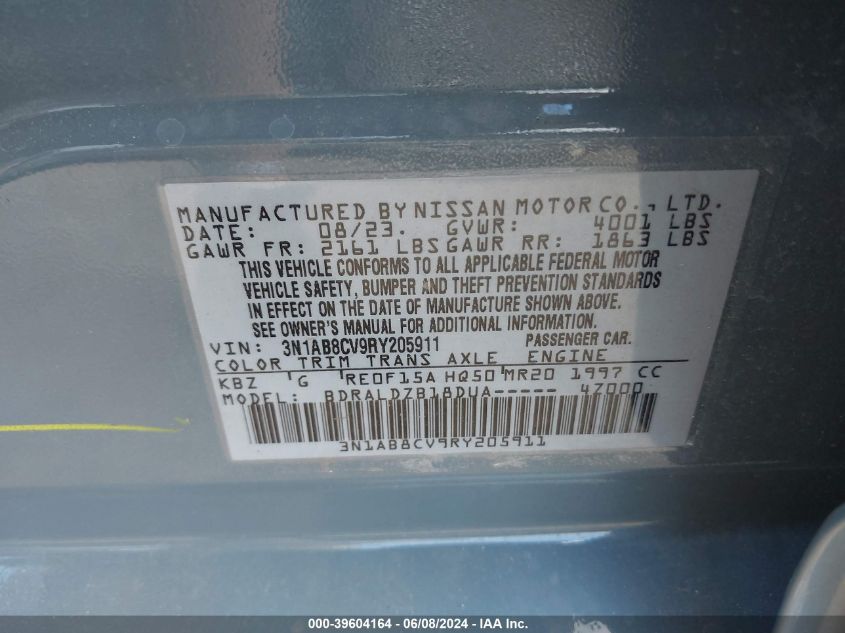 MANUFACTURED BY NISSAN MOTOR CO., LTD.
DATE: 08/23. GVWR: 4001 LBS
GAWR FR: 2161 LBS GAWR RR: 1863 LBS
THIS VEHICLE CONFORMS TO ALL APPLICABLE FEDERAL MOTOR
VEHICLE SAFETY, BUMPER AND THEFT PREVENTION STANDARDS
IN EFFECT ON THE DATE OF MANUFACTURE SHOWN ABOVE.
SEE OWNER'S MANUAL FOR ADDITIONAL INFORMATION.
VIN: 3N1AB8CV9RY205911 PASSENGER CAR.
COLOR TRIM TRANS AXLE ENGINE
KBZ G RE0F15A HQ50 MR20 1997 CC
MODEL: BDRALDZB18DUA----- 47000
3N1AB8CV9RY205911
000-39604164 - 06/08/2024 - IAA Inc.